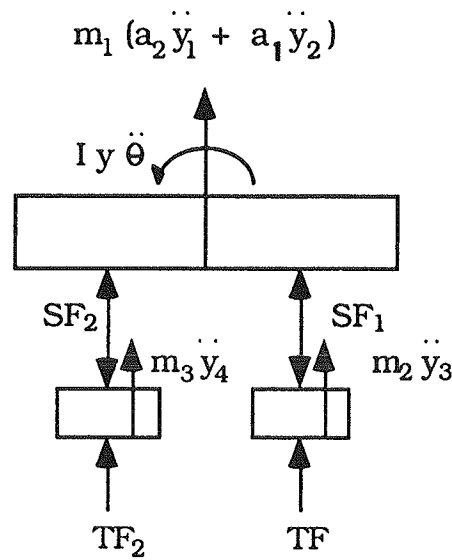 m₁ (a₂ ÿ₁ + a₁ ÿ₂)
I y θ̈
SF₂ SF₁
m₃ ÿ₄ m₂ ÿ₃
TF₂ TF